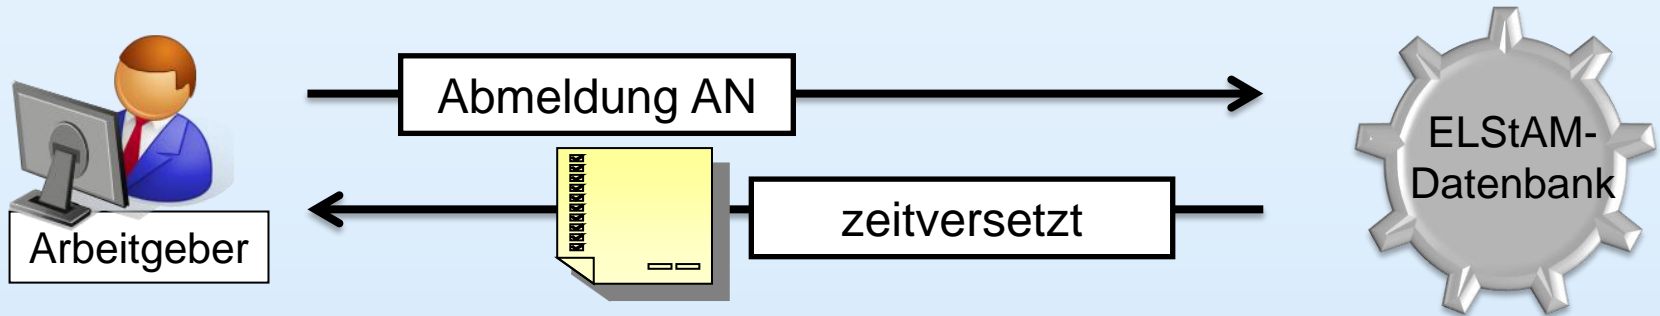 Abmeldung AN
ELStAM-
Datenbank
zeitversetzt
Arbeitgeber